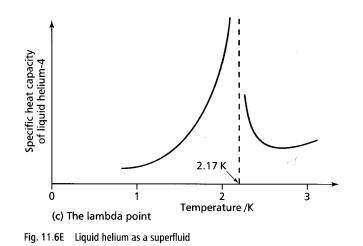 Specific heat capacity
of liquid helium-4
2.17 K
0
1
2
3
Temperature /K
(c) The lambda point
Fig. 11.6E Liquid helium as a superfluid